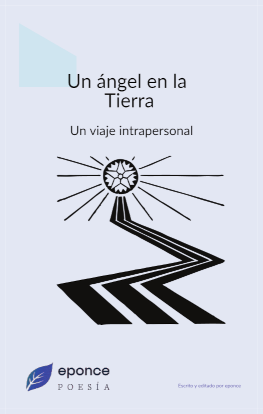 Un ángel en la
Tierra
Un viaje intrapersonal
eponce
POESÍA
Escrito y editado por eponce